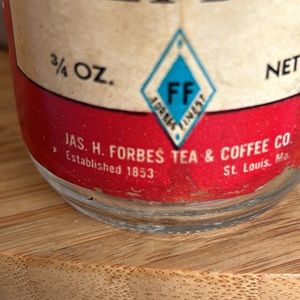 ¾ OZ. NET
FF
FORBES FINEST
JAS. H. FORBES TEA & COFFEE CO.
Established 1853 St. Louis, Mo.